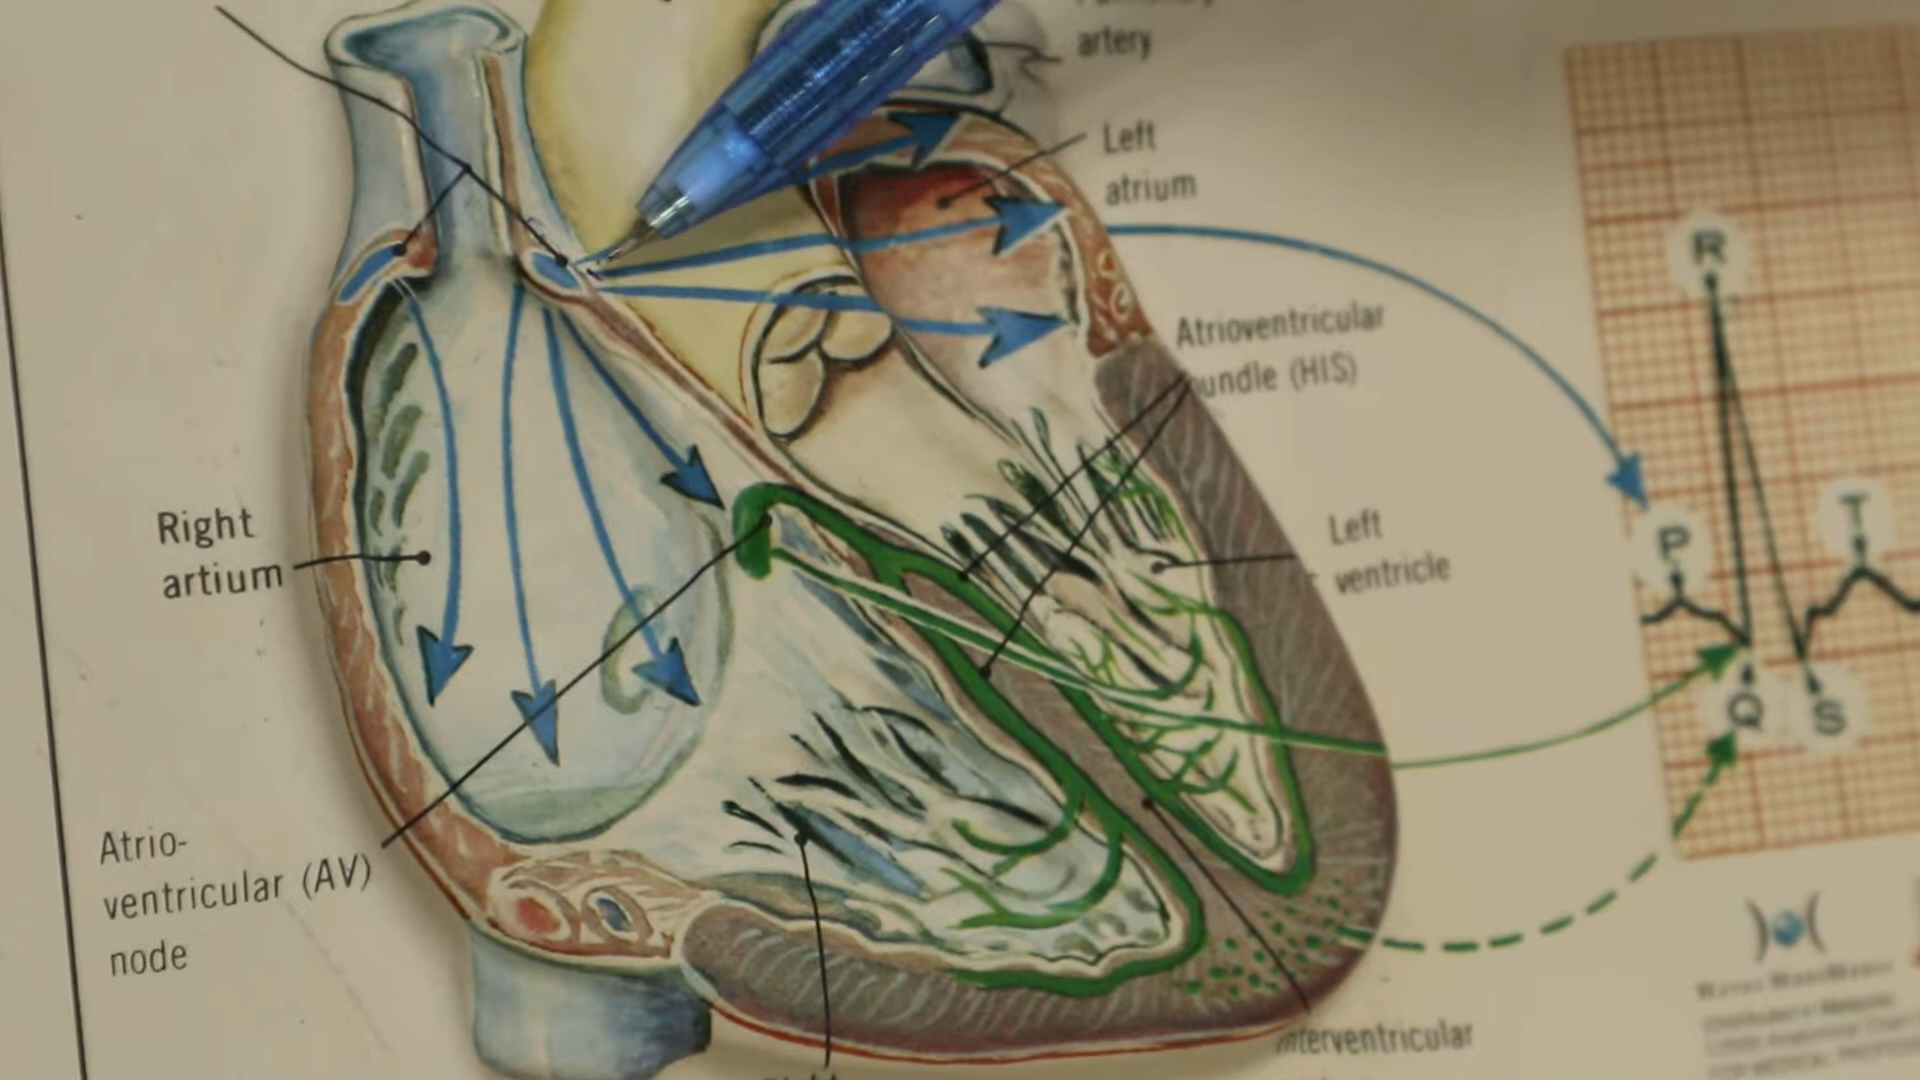 artery
Left
atrium
R
Atrioventricular
undle (HIS)
Right
artium
P
T
Left
ventricle
Q
S
Atrio-
ventricular (AV)
node
nterventricular